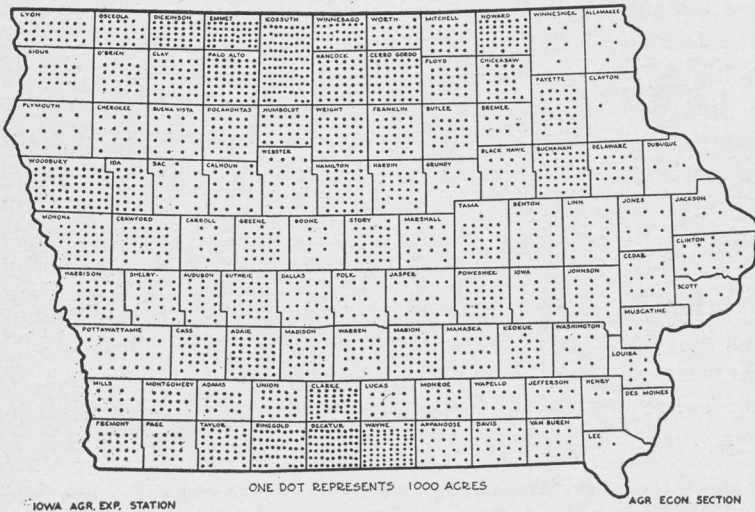 LYON OSCEOLA DICKINSON EMMET KOSSUTH WINNEBAGO WORTH MITCHELL HOWARD WINNESHIEK ALLAMAKEE
SIOUX O'BRIEN CLAY PALO ALTO HANCOCK CERRO GORDO FLOYD CHICKASAW
FAYETTE CLAYTON
PLYMOUTH CHEROKEE BUENA VISTA POCAHONTAS HUMBOLDT WRIGHT FRANKLIN BUTLER BREMER
WEBSTER BLACK HAWK BUCHANAN DELAWARE DUBUQUE
WOODBURY IDA SAC CALHOUN HAMILTON HARDIN GRUNDY
TAMA BENTON LINN JONES JACKSON
MONONA CRAWFORD CARROLL GREENE BOONE STORY MARSHALL
CLINTON
CEDAR
HARRISON SHELBY AUDUBON GUTHRIE DALLAS POLK JASPER POWESHIEK IOWA JOHNSON SCOTT
MUSCATINE
POTTAWATTAMIE CASS ADAIR MADISON WARREN MARION MAHASKA KEOKUK WASHINGTON
LOUISA
MILLS MONTGOMERY ADAMS UNION CLARKE LUCAS MONROE WAPELLO JEFFERSON HENRY
DES MOINES
FREMONT PAGE TAYLOR RINGGOLD DECATUR WAYNE APPANOOSE DAVIS VAN BUREN
LEE
ONE DOT REPRESENTS 1000 ACRES
IOWA AGR. EXP. STATION AGR ECON. SECTION